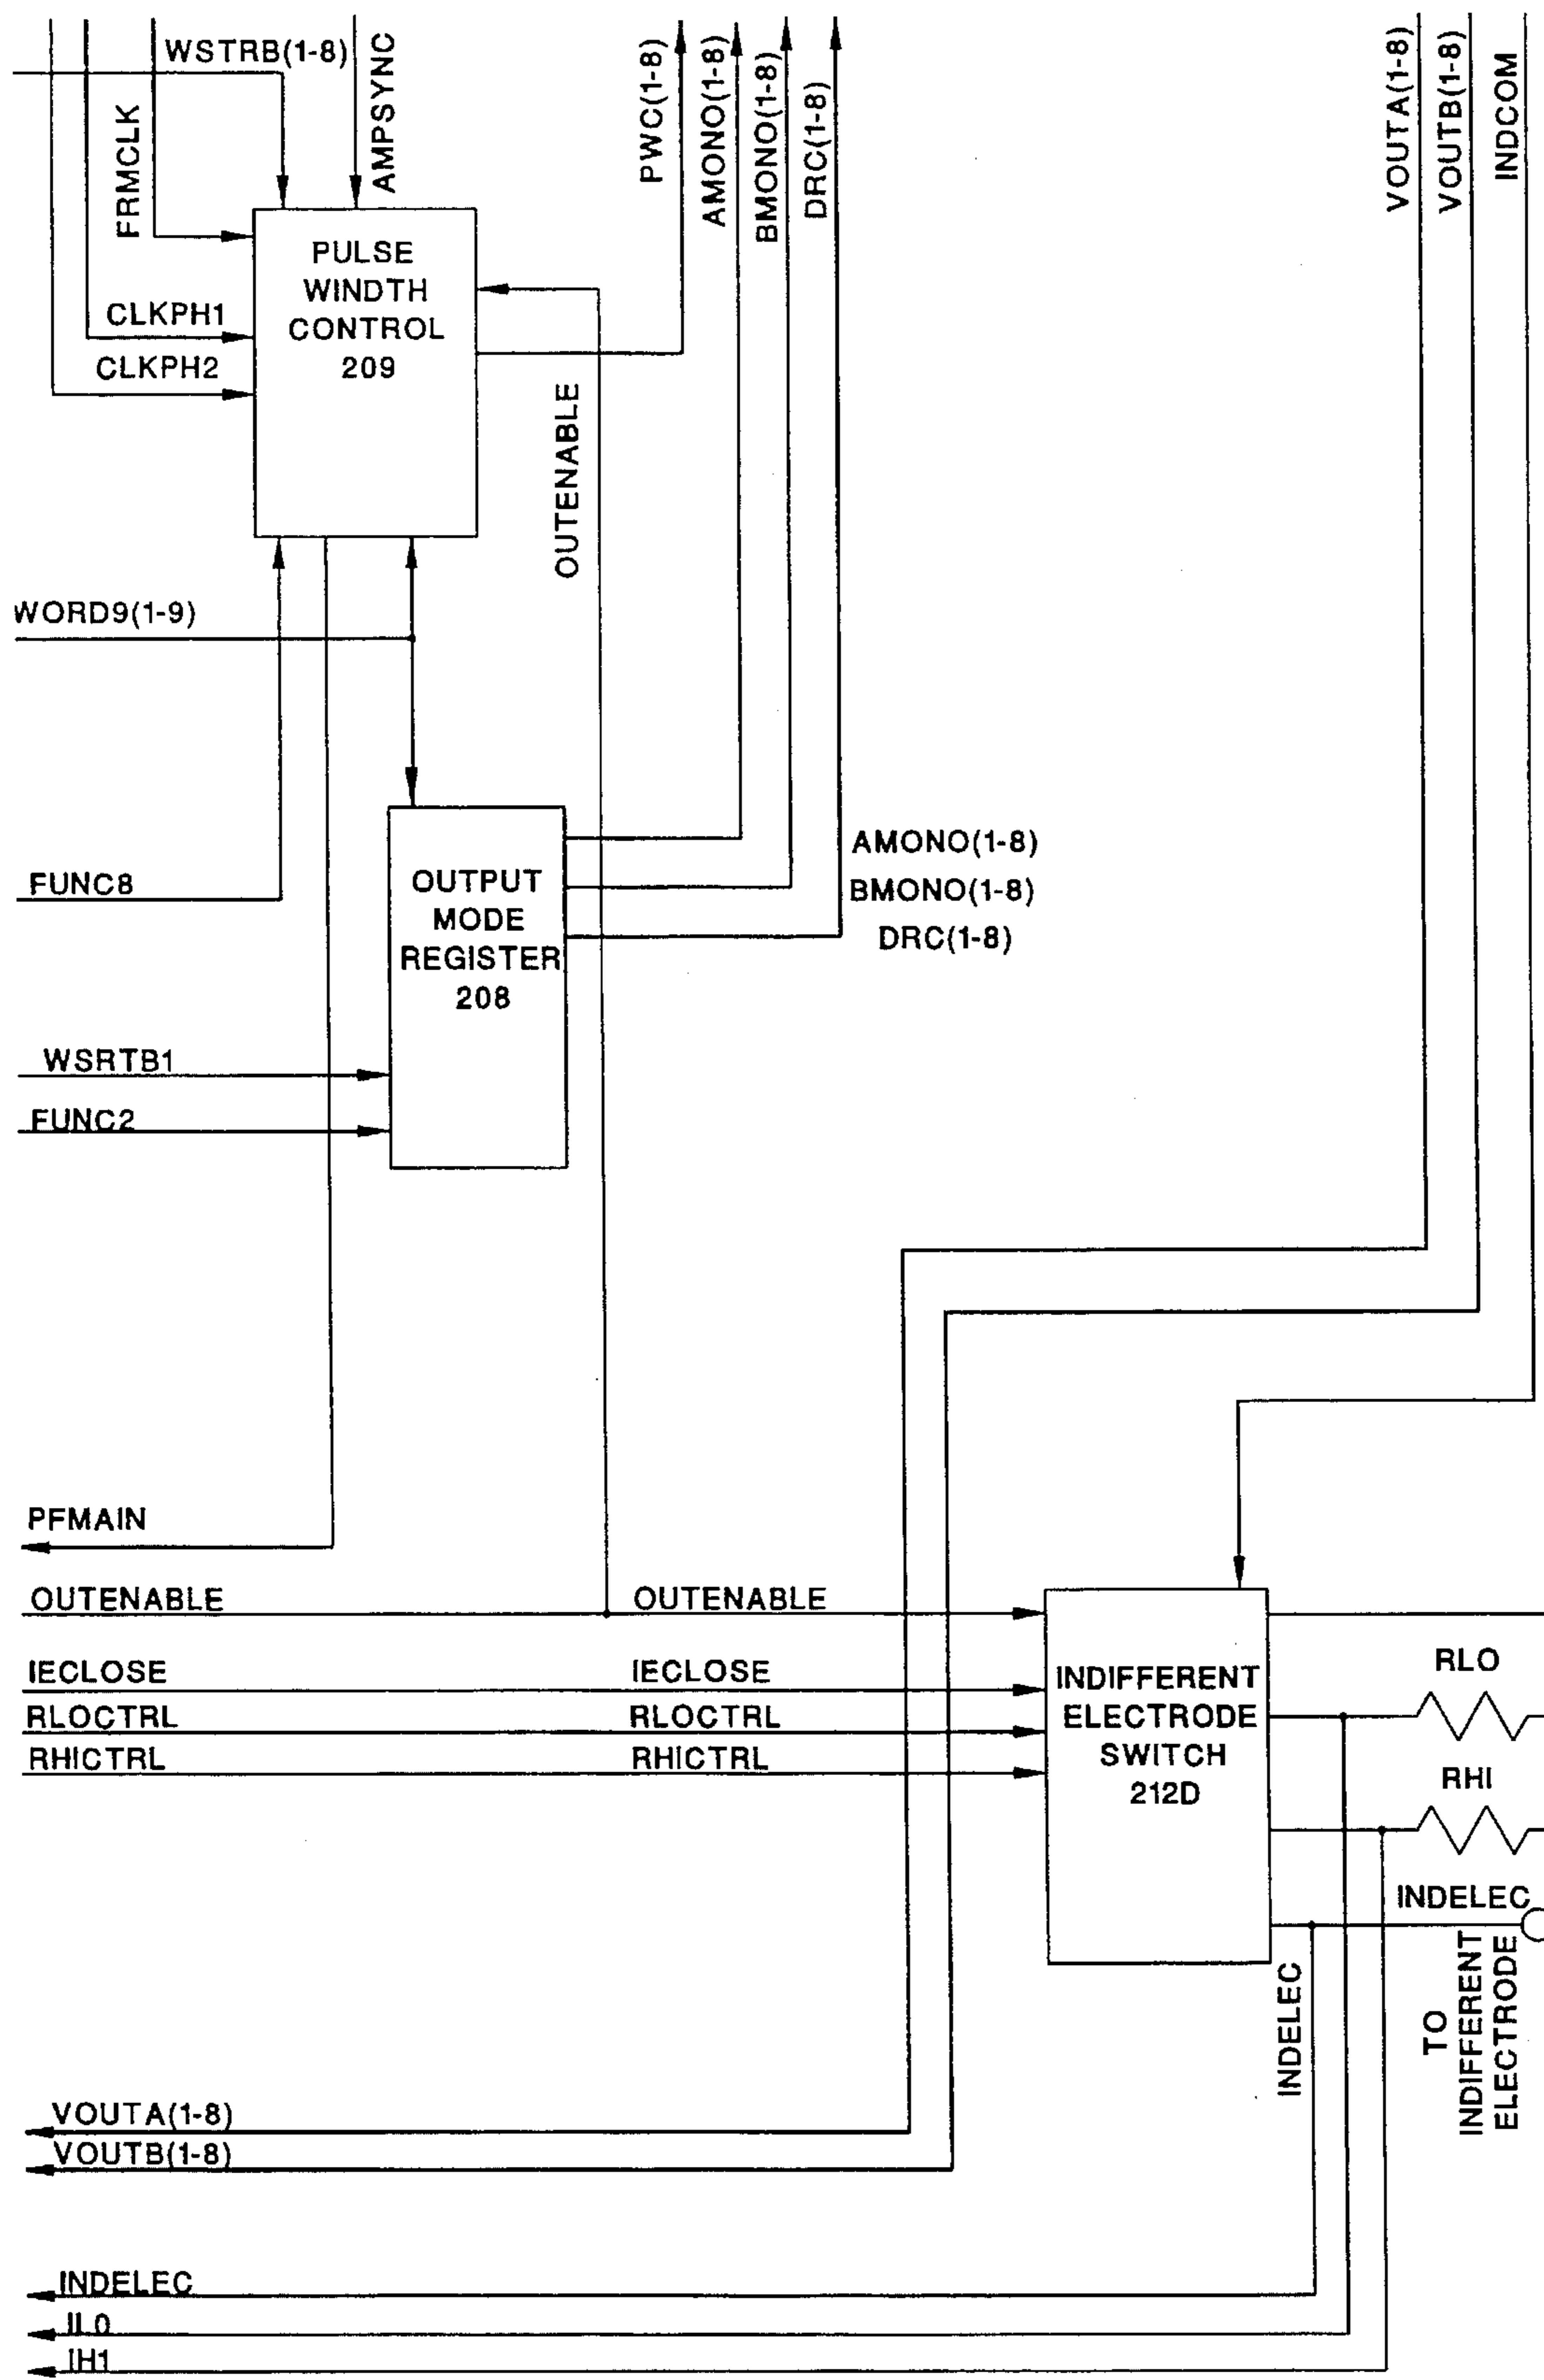 WSTRB(1-8)
AMPSYNC
FRMCLK
PWC(1-8)
AMONO(1-8)
BMONO(1-8)
DRC(1-8)
VOUTA(1-8)
VOUTB(1-8)
INDCOM
PULSE
WINDTH
CONTROL
209
CLKPH1
CLKPH2
OUTENABLE
WORD9(1-9)
FUNC8
OUTPUT
MODE
REGISTER
208
AMONO(1-8)
BMONO(1-8)
DRC(1-8)
WSRTB1
FUNC2
PFMAIN
OUTENABLE
OUTENABLE
IECLOSE
IECLOSE
RLOCTRL
RLOCTRL
RHICTRL
RHICTRL
INDIFFERENT
ELECTRODE
SWITCH
212D
RLO
RHI
INDELEC
TO
INDIFFERENT
ELECTRODE
INDELEC
VOUTA(1-8)
VOUTB(1-8)
INDELEC
IL0
IH1